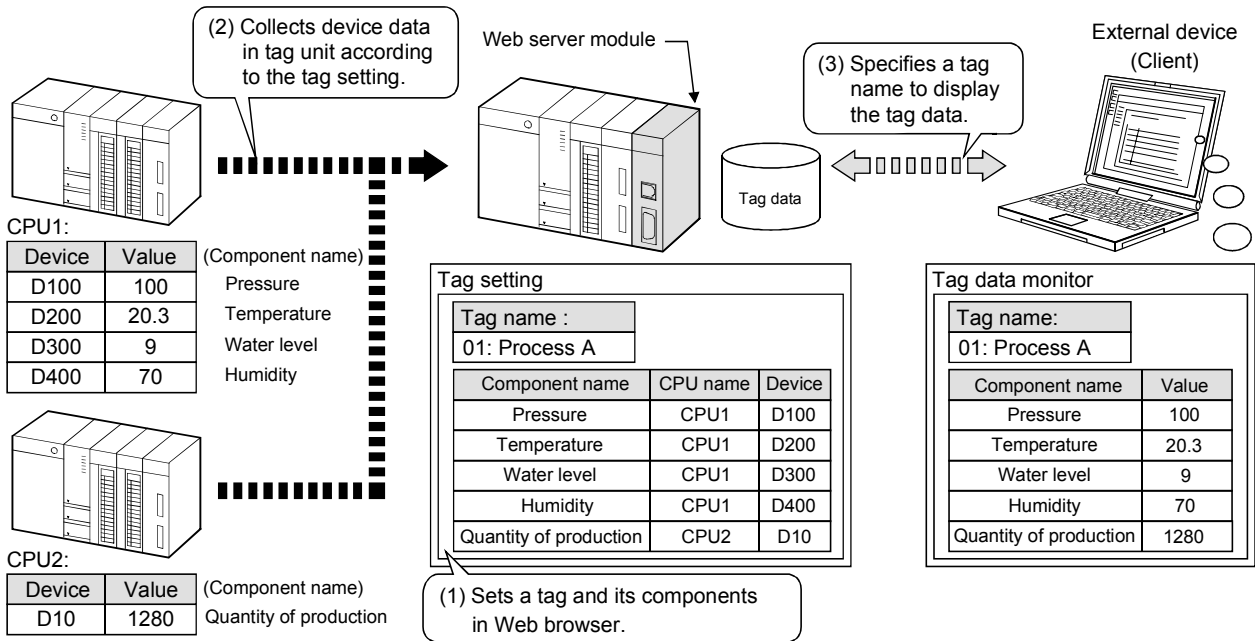 (2) Collects device data
in tag unit according
to the tag setting.
Web server module
External device
(Client)
(3) Specifies a tag
name to display
the tag data.
Tag data
CPU1:
Device Value (Component name)
D100 100 Pressure
D200 20.3 Temperature
D300 9 Water level
D400 70 Humidity
CPU2:
Device Value (Component name)
D10 1280 Quantity of production
Tag setting
Tag name :
01: Process A
Component name CPU name Device
Pressure CPU1 D100
Temperature CPU1 D200
Water level CPU1 D300
Humidity CPU1 D400
Quantity of production CPU2 D10
(1) Sets a tag and its components
in Web browser.
Tag data monitor
Tag name:
01: Process A
Component name Value
Pressure 100
Temperature 20.3
Water level 9
Humidity 70
Quantity of production 1280